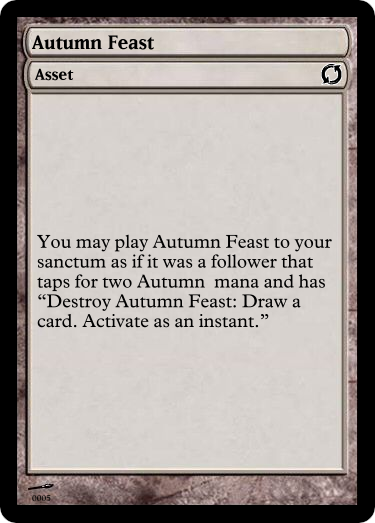 Autumn Feast
Asset
You may play Autumn Feast to your
sanctum as if it was a follower that
taps for two Autumn  mana and has
“Destroy Autumn Feast: Draw a
card. Activate as an instant.”
0005